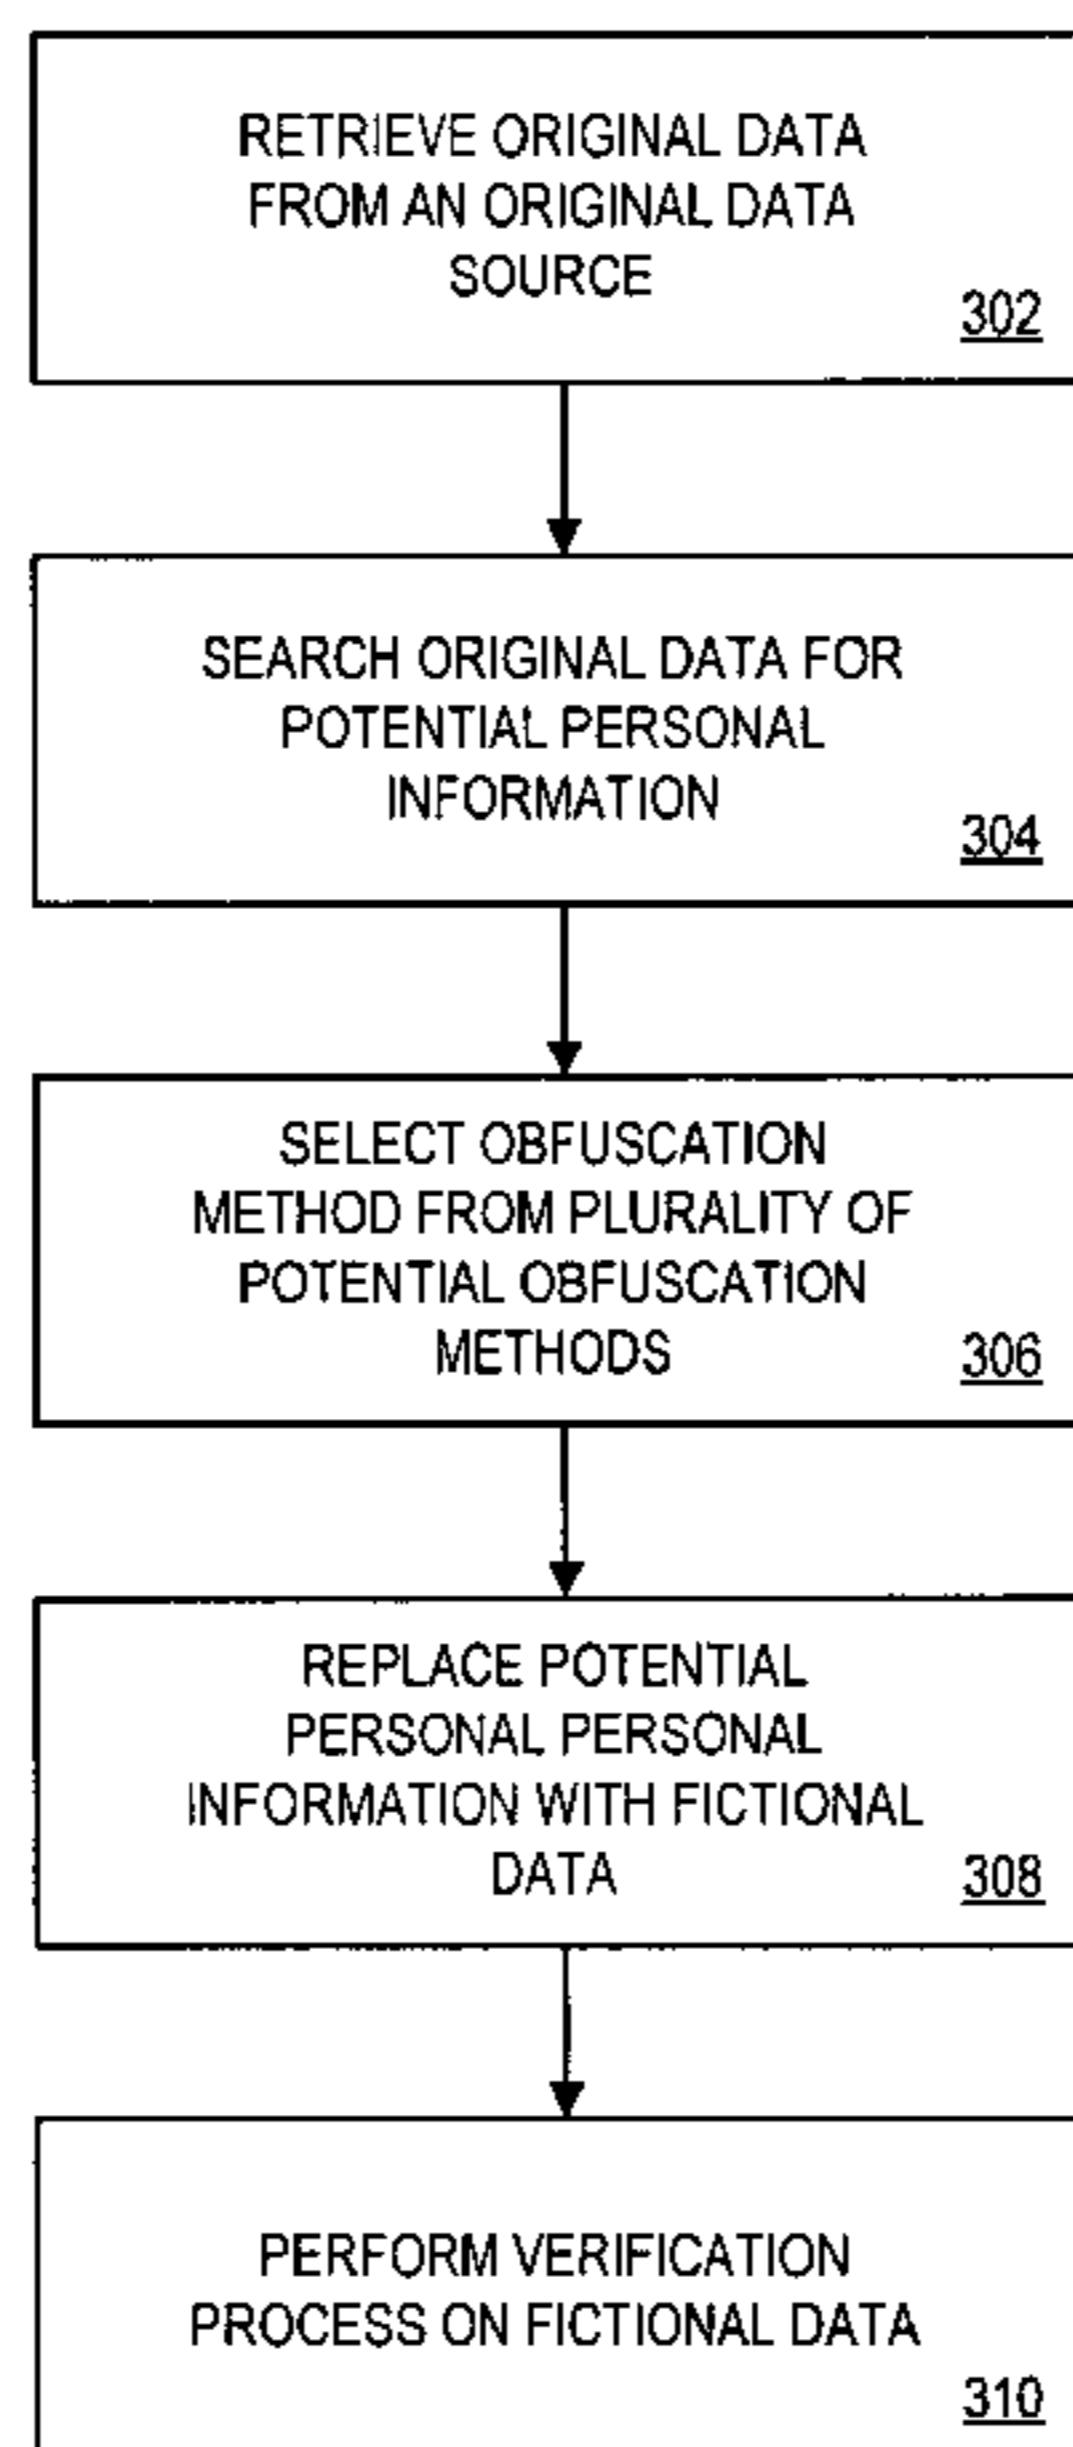 RETRIEVE ORIGINAL DATA
FROM AN ORIGINAL DATA
SOURCE
302
SEARCH ORIGINAL DATA FOR
POTENTIAL PERSONAL
INFORMATION
304
SELECT OBFUSCATION
METHOD FROM PLURALITY OF
POTENTIAL OBFUSCATION
METHODS
306
REPLACE POTENTIAL
PERSONAL PERSONAL
INFORMATION WITH FICTIONAL
DATA
308
PERFORM VERIFICATION
PROCESS ON FICTIONAL DATA
310